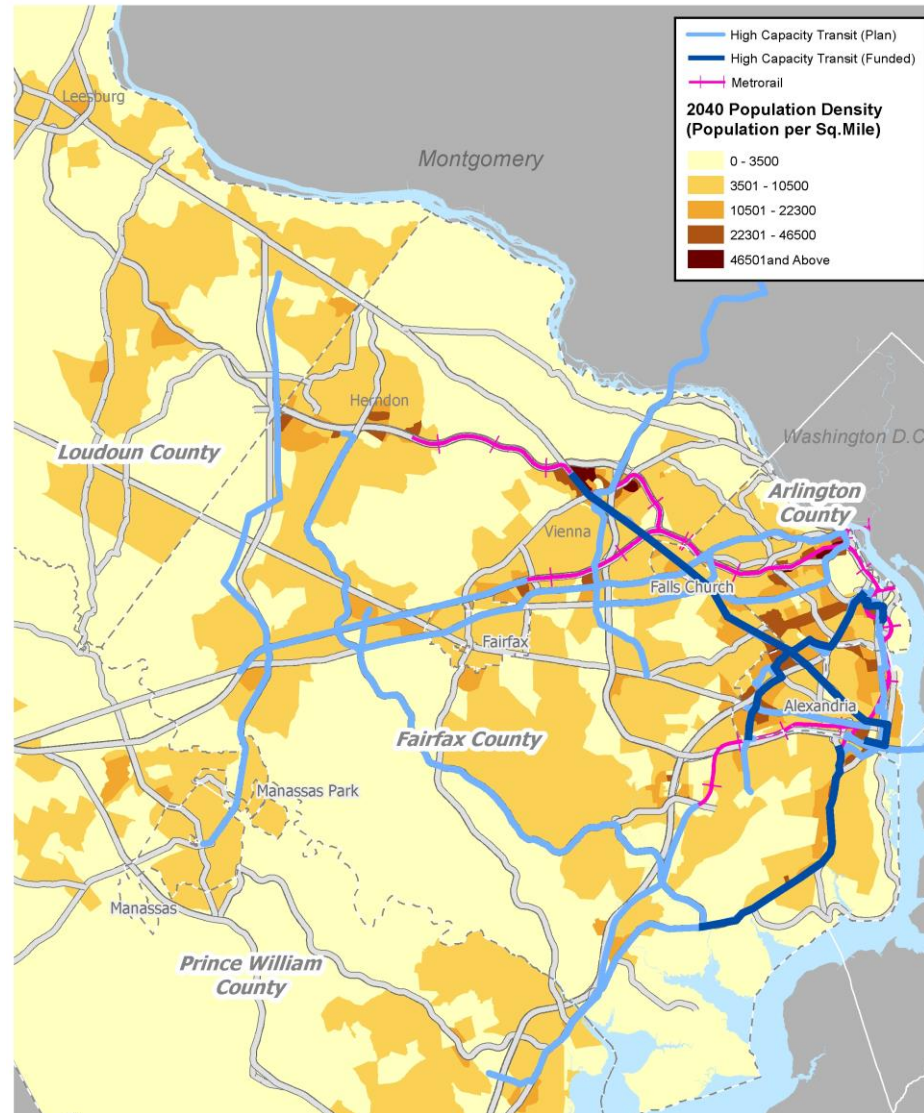 High Capacity Transit (Plan)
High Capacity Transit (Funded)
Metrorail
2040 Population Density
(Population per Sq.Mile)
0 - 3500
3501 - 10500
10501 - 22300
22301 - 46500
46501and Above
Leesburg
Montgomery
Herndon
Washington D.C
Loudoun County
Arlington
County
Vienna
Falls Church
Fairfax
Alexandria
Fairfax County
Manassas Park
Manassas
Prince William
County